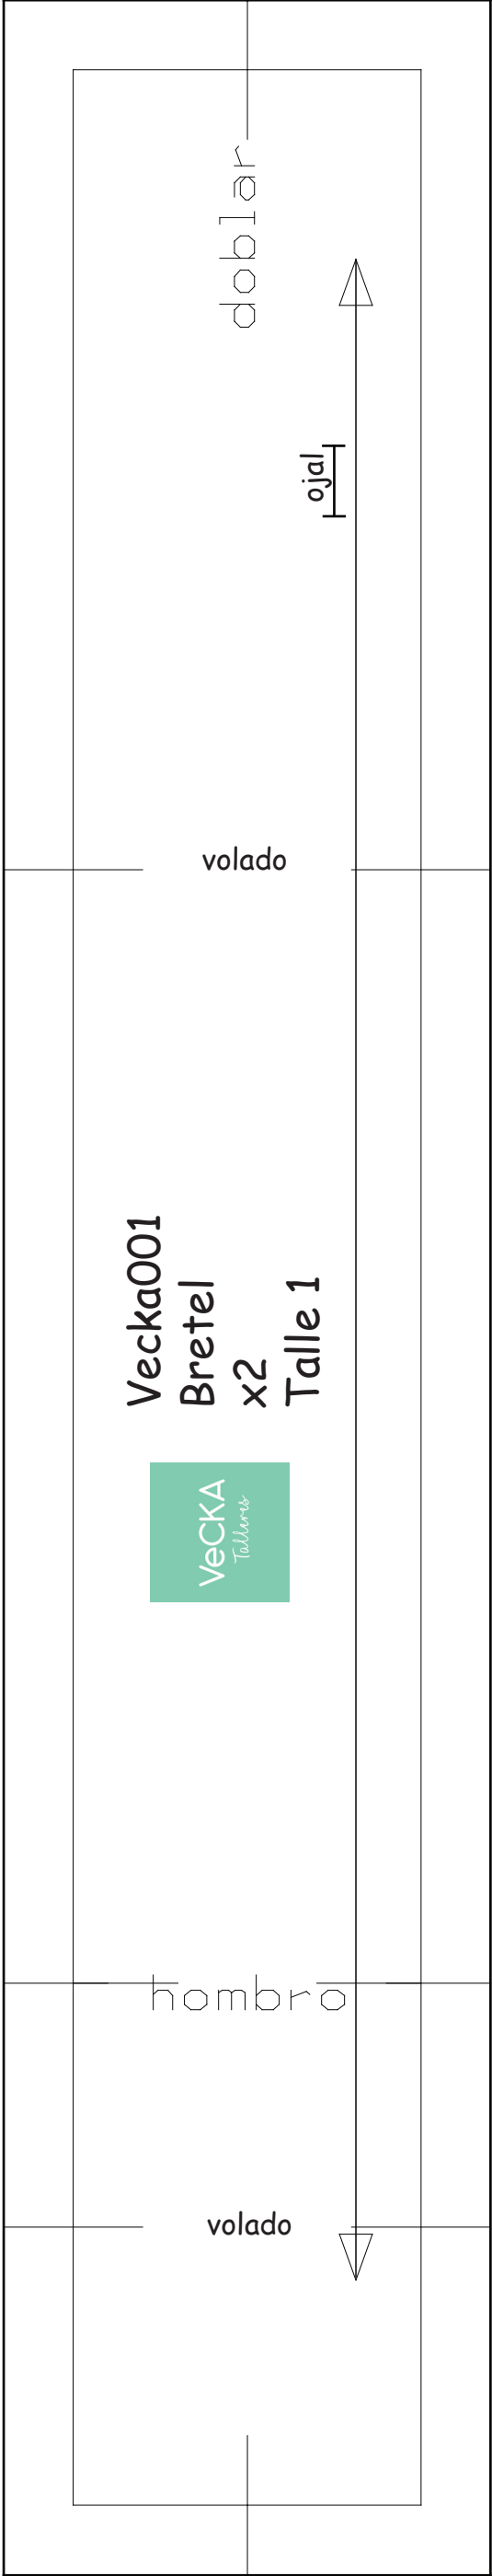 doblar
ojal
volado
Vecka001
Bretel
x2
Talle 1
VeCKA
Talleres
hombro
volado